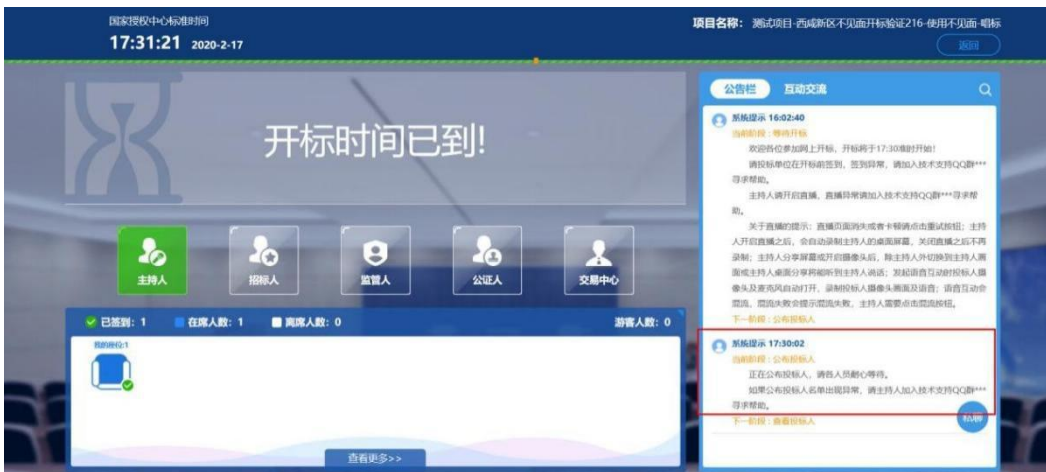 国家授权中心标准时间
17:31:21 2020-2-17
项目名称： 测试项目-西咸新区不见面开标验证216-使用不见面-唱标
返回
开标时间已到!
主持人
招标人
监管人
公证人
交易中心
已签到：1 在席人数：1 离席人数：0 游客人数：0
我的座位:1
查看更多>>
公告栏 互动交流
系统提示 16:02:40
当前阶段：等待开标
欢迎各位参加网上开标，开标将于17:30准时开始!
请投标单位在开标前签到，签到异常，请加入技术支持QQ群***
寻求帮助。
主持人请开启直播，直播异常请加入技术支持QQ群***寻求帮
助。
关于直播的提示：直播页面消失或者卡顿请点击重试按钮；主持
人开启直播之后，会自动录制主持人的桌面屏幕，关闭直播之后不再
录制；主持人分享屏幕或开启摄像头后，除主持人外切换到主持人画
面或主持人桌面分享将能听到主持人说话；发起语音互动时投标人摄
像头及麦克风自动打开，录制投标人摄像头画面及语音；语音互动会
混流，混流失败会提示混流失败，主持人需要点击混流按钮。
下一阶段：公布投标人
系统提示 17:30:02
当前阶段：公布投标人
正在公布投标人，请各人员耐心等待。
如果公布投标人名单出现异常，请主持人加入技术支持QQ群***
寻求帮助。
下一阶段：查看投标人
私聊